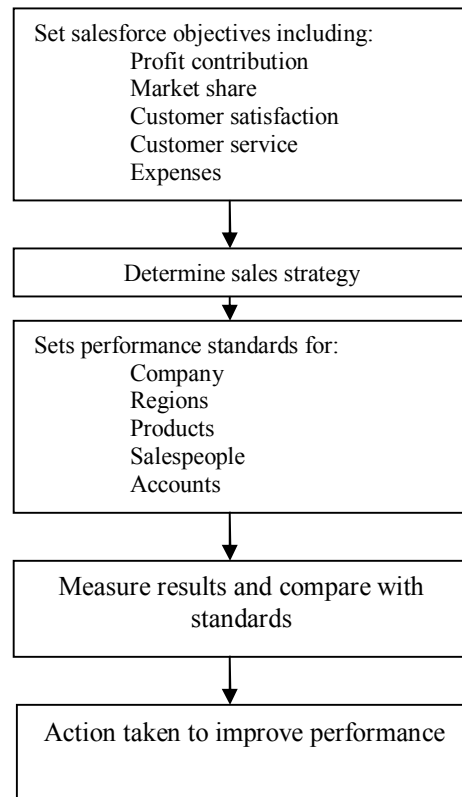 Set salesforce objectives including:
Profit contribution
Market share
Customer satisfaction
Customer service
Expenses
Determine sales strategy
Sets performance standards for:
Company
Regions
Products
Salespeople
Accounts
Measure results and compare with
standards
Action taken to improve performance